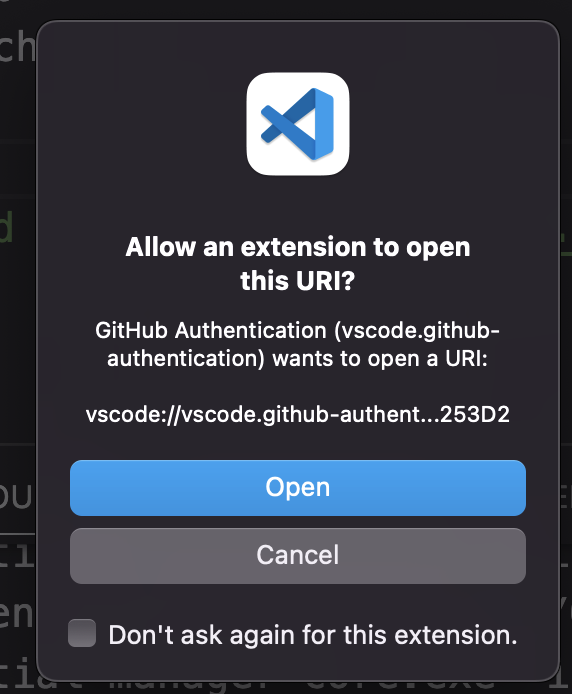 ch
Allow an extension to open
this URI?
GitHub Authentication (vscode.github-
authentication) wants to open a URI:
vscode://vscode.github-authent...253D2
Open
Cancel
Don't ask again for this extension.